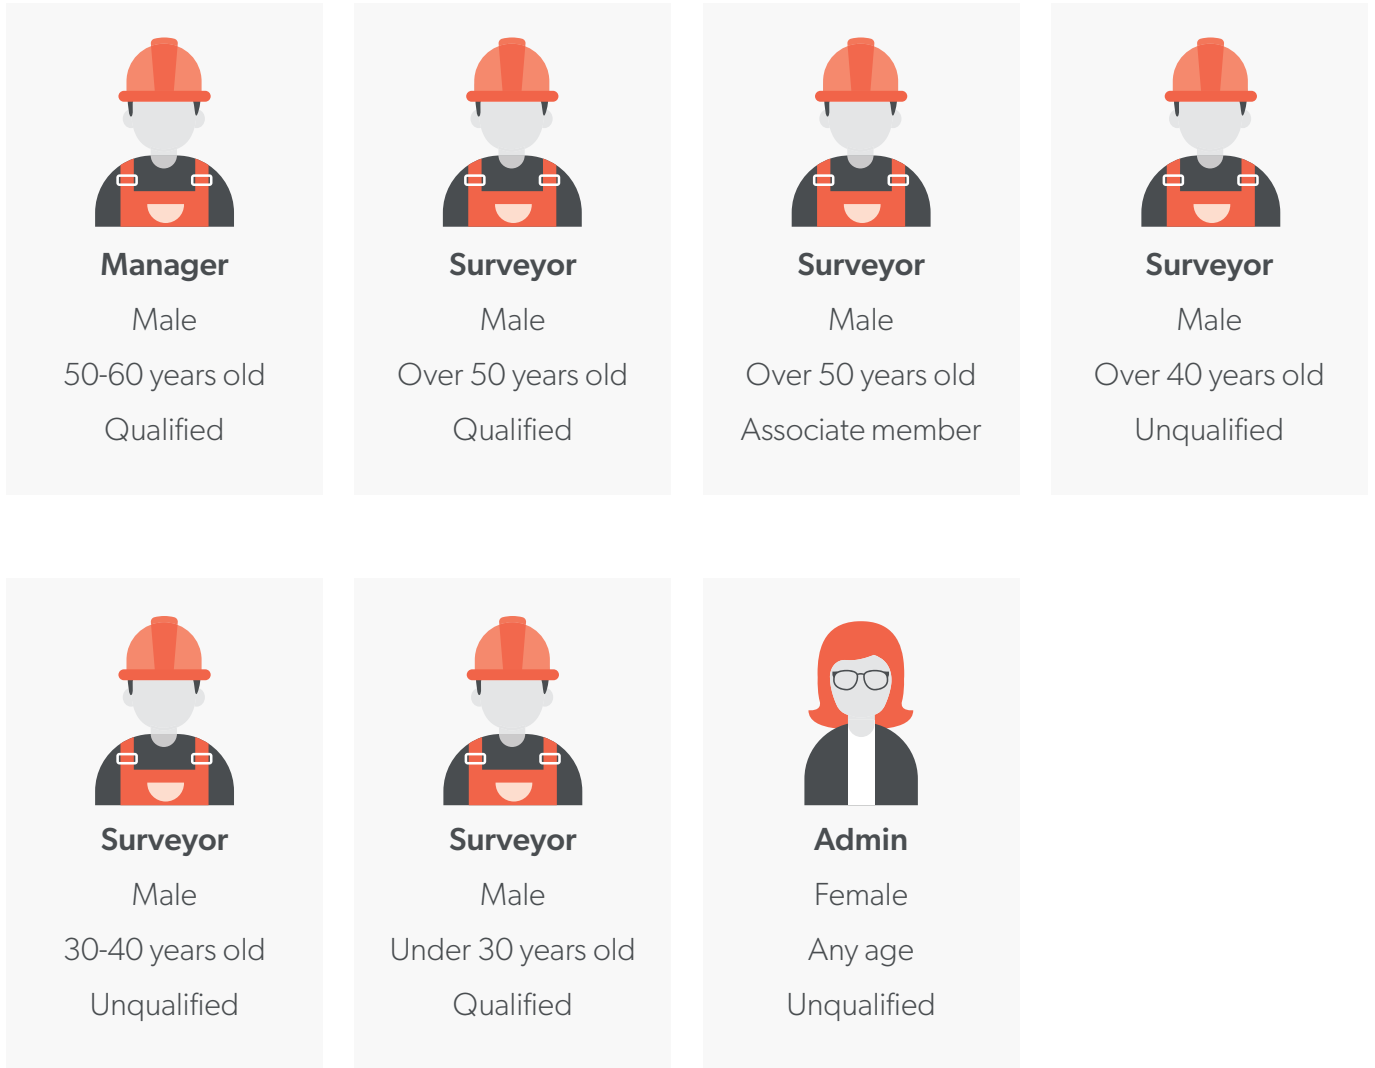 Manager
Male
50-60 years old
Qualified
Surveyor
Male
Over 50 years old
Qualified
Surveyor
Male
Over 50 years old
Associate member
Surveyor
Male
Over 40 years old
Unqualified
Surveyor
Male
30-40 years old
Unqualified
Surveyor
Male
Under 30 years old
Qualified
Admin
Female
Any age
Unqualified